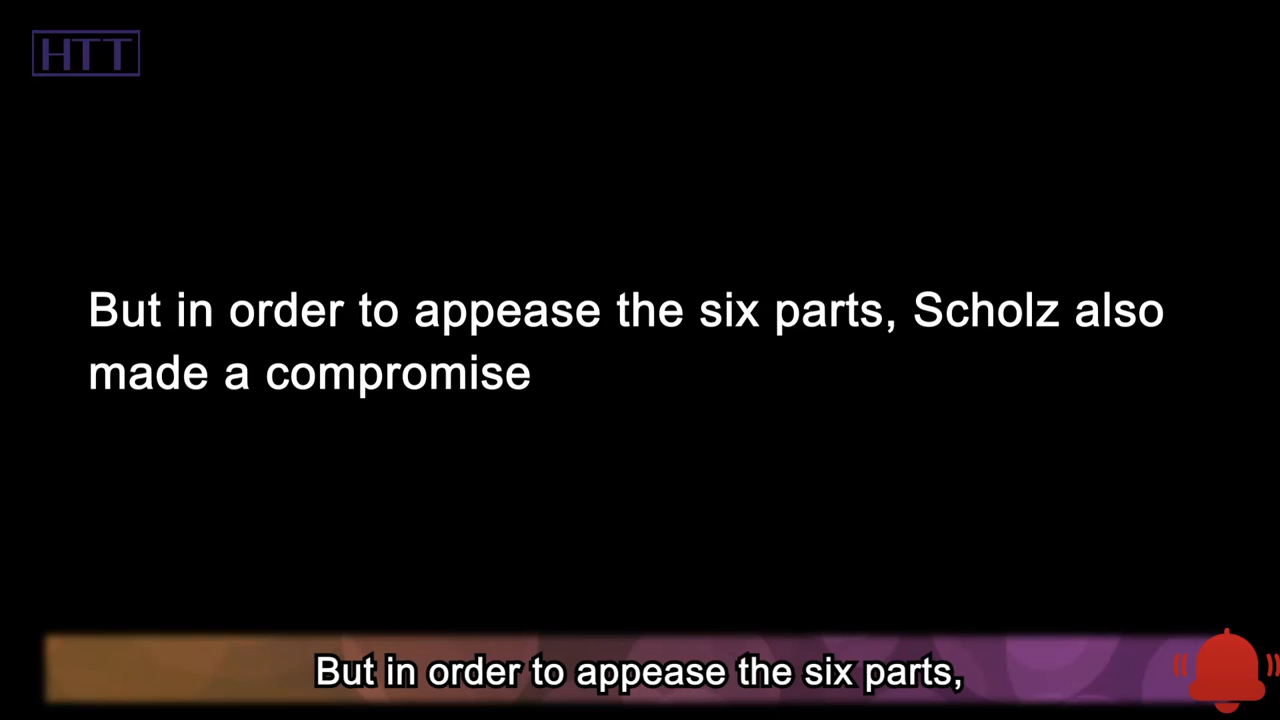 HTT
But in order to appease the six parts, Scholz also
made a compromise
But in order to appease the six parts,